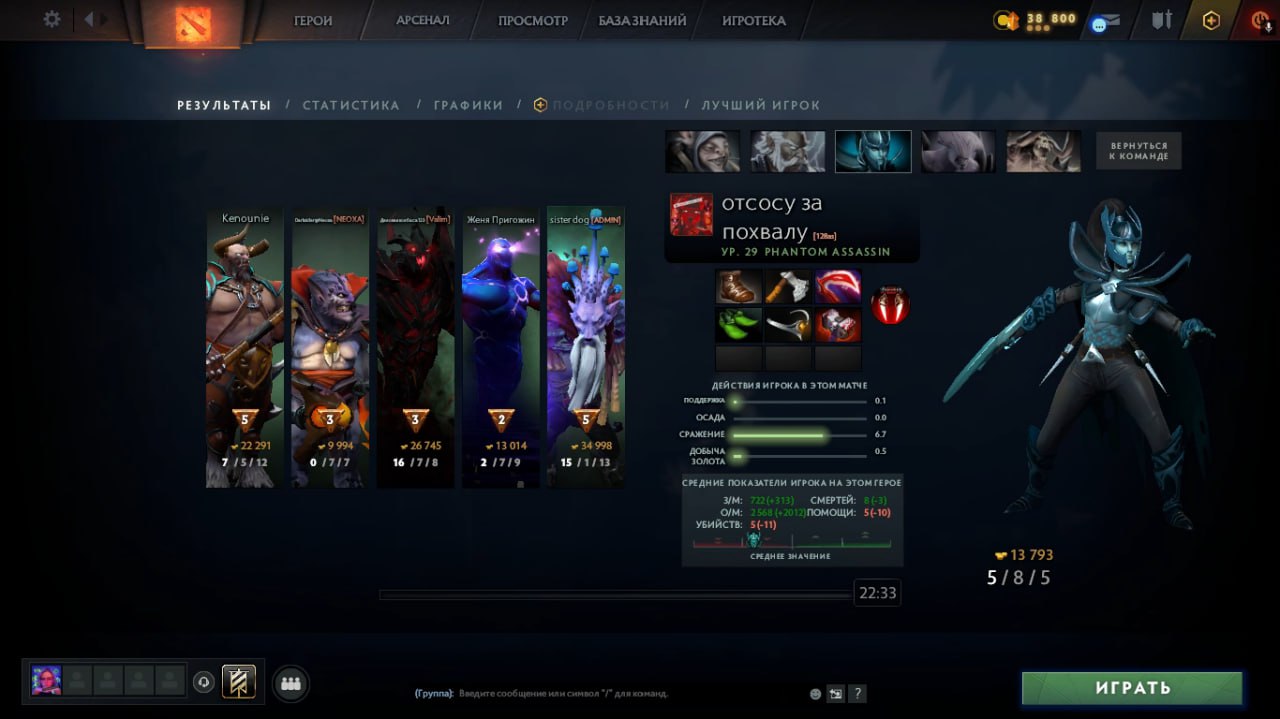 ГЕРОИ
АРСЕНАЛ
ПРОСМОТР
БАЗА ЗНАНИЙ
ИГРОТЕКА
38 800
РЕЗУЛЬТАТЫ / СТАТИСТИКА / ГРАФИКИ / ПОДРОБНОСТИ / ЛУЧШИЙ ИГРОК
ВЕРНУТЬСЯ
К КОМАНДЕ
Kenounie
[NEOXA]
[Valim]
Женя Пригожин
sister dog [ADMIN]
5
3
3
2
5
22 291
9 994
26 745
13 014
34 998
7 / 5 / 12
0 / 7 / 7
16 / 7 / 8
2 / 7 / 9
15 / 1 / 13
отсосу за
похвалу
УР. 29 PHANTOM ASSASSIN
ДЕЙСТВИЯ ИГРОКА В ЭТОМ МАТЧЕ
ПОДДЕРЖКА 0.1
ОСАДА 0.0
СРАЖЕНИЕ 6.7
ДОБЫЧА
ЗОЛОТА 0.5
СРЕДНИЕ ПОКАЗАТЕЛИ ИГРОКА НА ЭТОМ ГЕРОЕ
З/М: 722 (+313) СМЕРТЕЙ: 8 (-3)
О/М: 2 568 (+2012) ПОМОЩИ: 5 (-10)
УБИЙСТВ: 5 (-11)
СРЕДНЕЕ ЗНАЧЕНИЕ
13 793
5 / 8 / 5
22:33
(Группа): Введите сообщение или символ "/" для команд.
?
ИГРАТЬ